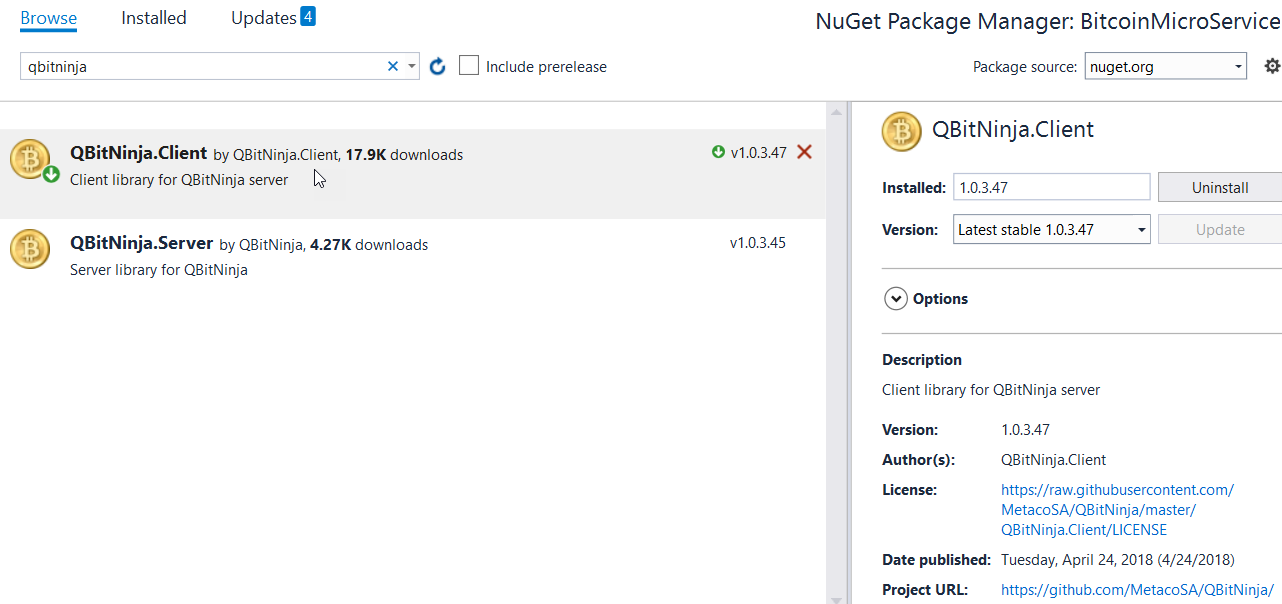 Browse Installed Updates 4 NuGet Package Manager: BitcoinMicroService
qbitninja Include prerelease Package source: nuget.org
QBitNinja.Client by QBitNinja.Client, 17.9K downloads v1.0.3.47
Client library for QBitNinja server
QBitNinja.Server by QBitNinja, 4.27K downloads v1.0.3.45
Server library for QBitNinja
QBitNinja.Client
Installed: 1.0.3.47 Uninstall
Version: Latest stable 1.0.3.47 Update
Options
Description
Client library for QBitNinja server
Version: 1.0.3.47
Author(s): QBitNinja.Client
License: https://raw.githubusercontent.com/
MetacoSA/QBitNinja/master/
QBitNinja.Client/LICENSE
Date published: Tuesday, April 24, 2018 (4/24/2018)
Project URL: https://github.com/MetacoSA/QBitNinja/